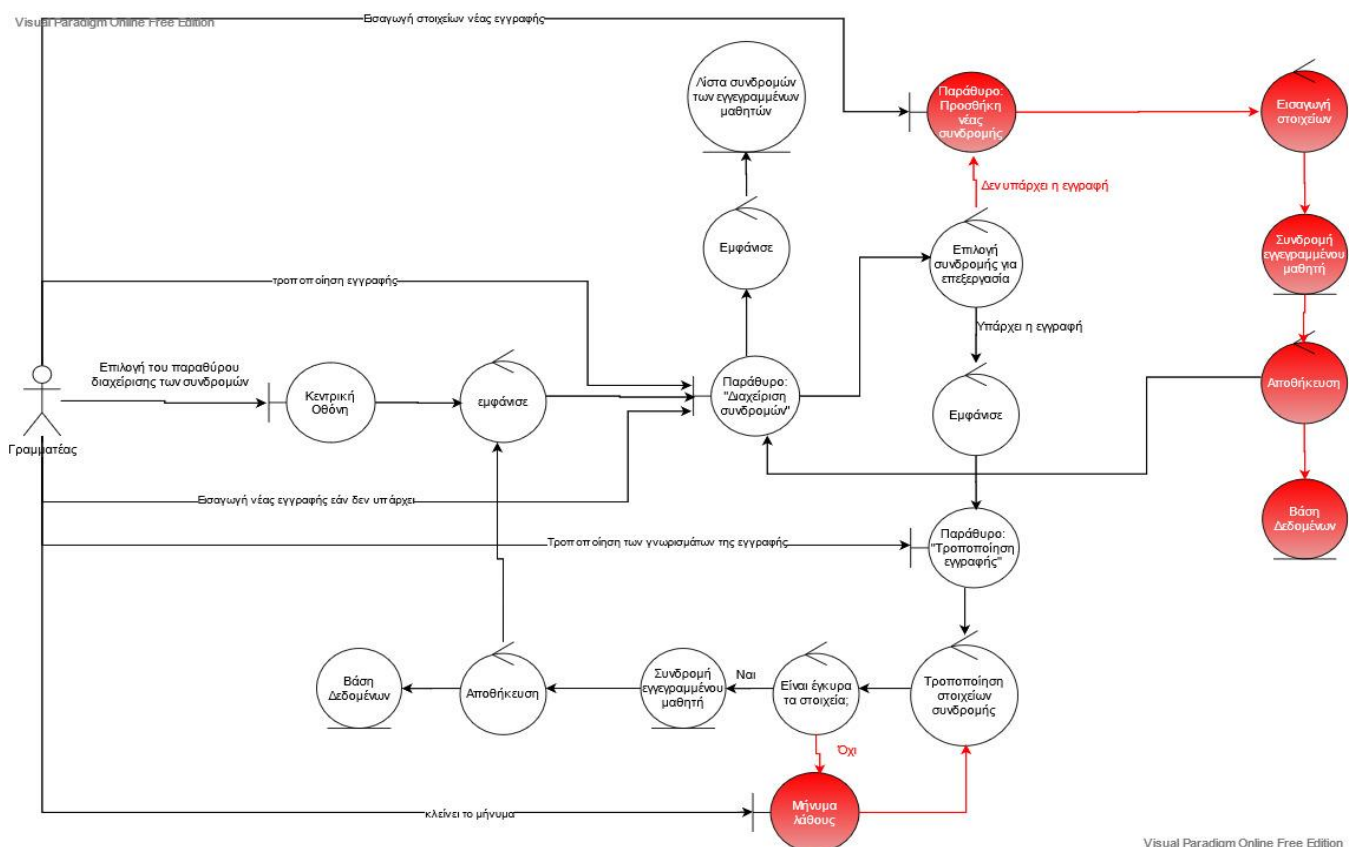 Visual Paradigm Online Free Edition
Εισαγωγή στοιχείων νέας εγγραφής
Λίστα συνδρομών
των εγγεγραμμένων
μαθητών
Παράθυρο:
Προσθήκη
νέας
συνδρομής
Εισαγωγή
στοιχείων
Δεν υπάρχει η εγγραφή
Εμφάνισε
Επιλογή
συνδρομής για
επεξεργασία
Συνδρομή
εγγεγραμμένου
μαθητή
τροποποίηση εγγραφής
Υπάρχει η εγγραφή
Επιλογή του παραθύρου
διαχείρισης των συνδρομών
Κεντρική
Οθόνη
εμφάνισε
Παράθυρο:
"Διαχείριση
συνδρομών"
Εμφάνισε
Αποθήκευση
Γραμματέας
Εισαγωγή νέας εγγραφής εάν δεν υπάρχει
Βάση
Δεδομένων
Τροποποίηση των γνωρισμάτων της εγγραφής
Παράθυρο:
"Τροποποίηση
εγγραφής"
Βάση
Δεδομένων
Αποθήκευση
Συνδρομή
εγγεγραμμένου
μαθητή
Ναι
Είναι έγκυρα
τα στοιχεία;
Τροποποίηση
στοιχείων
συνδρομής
Όχι
κλείνει το μήνυμα
Μήνυμα
λάθους
Visual Paradigm Online Free Edition